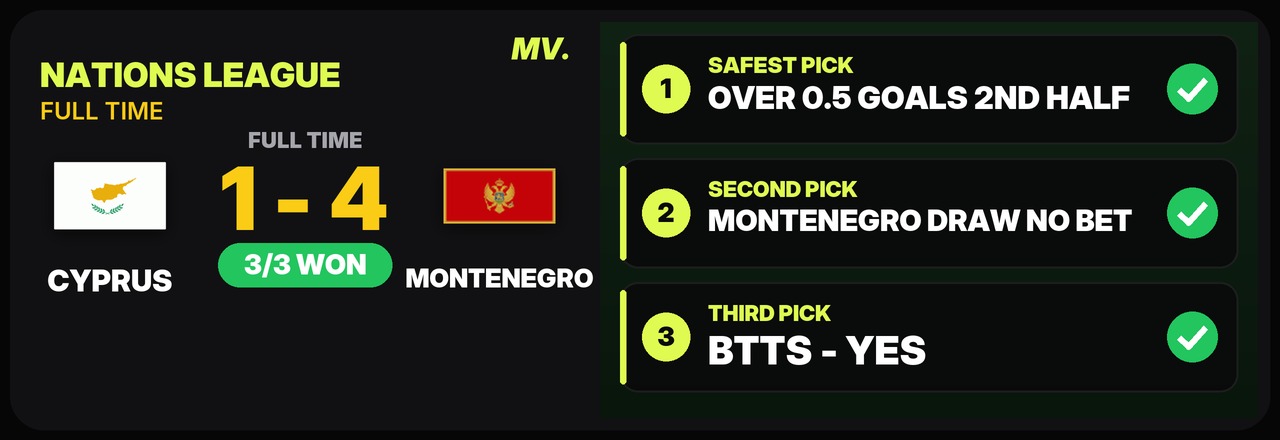 MV.
NATIONS LEAGUE
FULL TIME
FULL TIME
1 - 4
3/3 WON
CYPRUS
MONTENEGRO
1
SAFEST PICK
OVER 0.5 GOALS 2ND HALF
2
SECOND PICK
MONTENEGRO DRAW NO BET
3
THIRD PICK
BTTS - YES